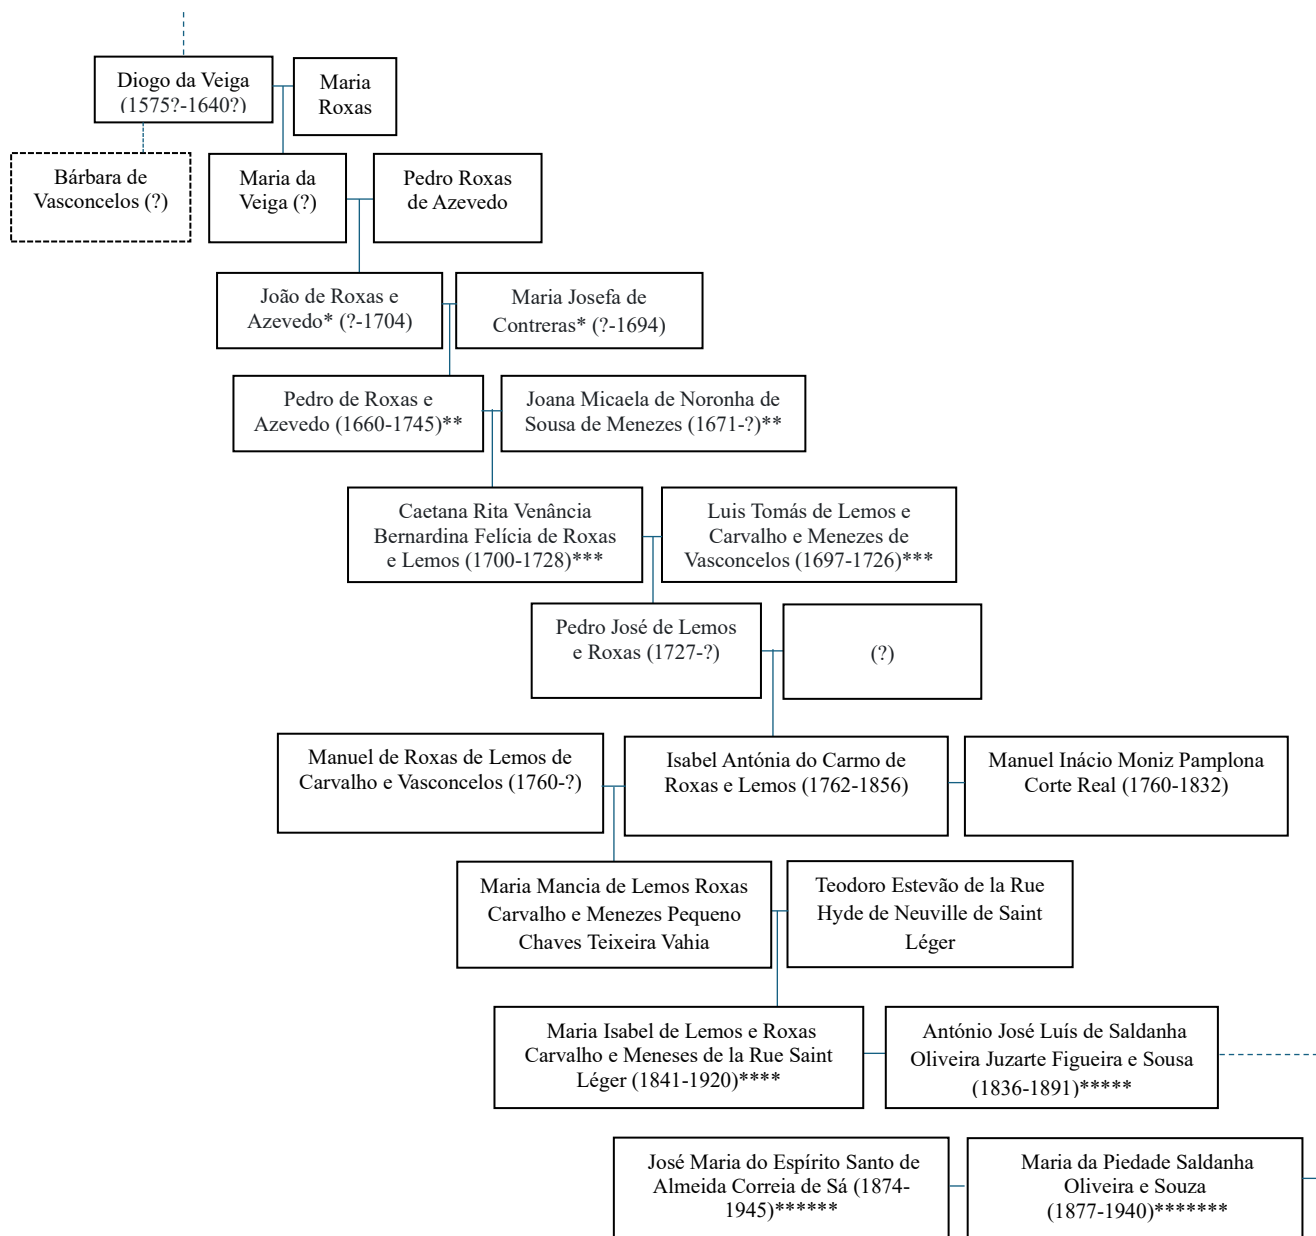 Diogo da Veiga
(1575?-1640?)
Maria
Roxas
Bárbara de
Vasconcelos (?)
Maria da
Veiga (?)
Pedro Roxas
de Azevedo
João de Roxas e
Azevedo* (?-1704)
Maria Josefa de
Contreras* (?-1694)
Pedro de Roxas e
Azevedo (1660-1745)**
Joana Micaela de Noronha de
Sousa de Menezes (1671-?)**
Caetana Rita Venância
Bernardina Felícia de Roxas
e Lemos (1700-1728)***
Luis Tomás de Lemos e
Carvalho e Menezes de
Vasconcelos (1697-1726)***
Pedro José de Lemos
e Roxas (1727-?)
(?)
Manuel de Roxas de Lemos de
Carvalho e Vasconcelos (1760-?)
Isabel Antónia do Carmo de
Roxas e Lemos (1762-1856)
Manuel Inácio Moniz Pamplona
Corte Real (1760-1832)
Maria Mancia de Lemos Roxas
Carvalho e Menezes Pequeno
Chaves Teixeira Vahia
Teodoro Estevão de la Rue
Hyde de Neuville de Saint
Léger
Maria Isabel de Lemos e Roxas
Carvalho e Meneses de la Rue Saint
Léger (1841-1920)****
António José Luís de Saldanha
Oliveira Juzarte Figueira e Sousa
(1836-1891)*****
José Maria do Espírito Santo de
Almeida Correia de Sá (1874-
1945)******
Maria da Piedade Saldanha
Oliveira e Souza
(1877-1940)*******